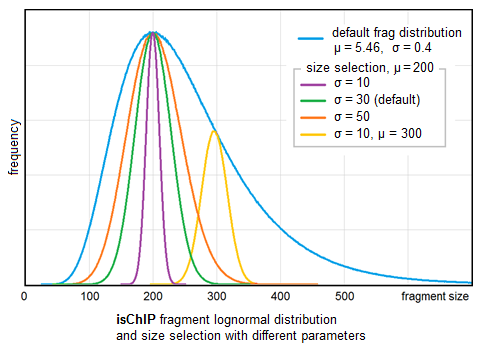 default frag distribution
μ = 5.46, σ = 0.4
size selection, μ = 200
σ = 10
σ = 30 (default)
σ = 50
σ = 10, μ = 300
frequency
0 100 200 300 400 500 fragment size
isChIP fragment lognormal distribution
and size selection with different parameters